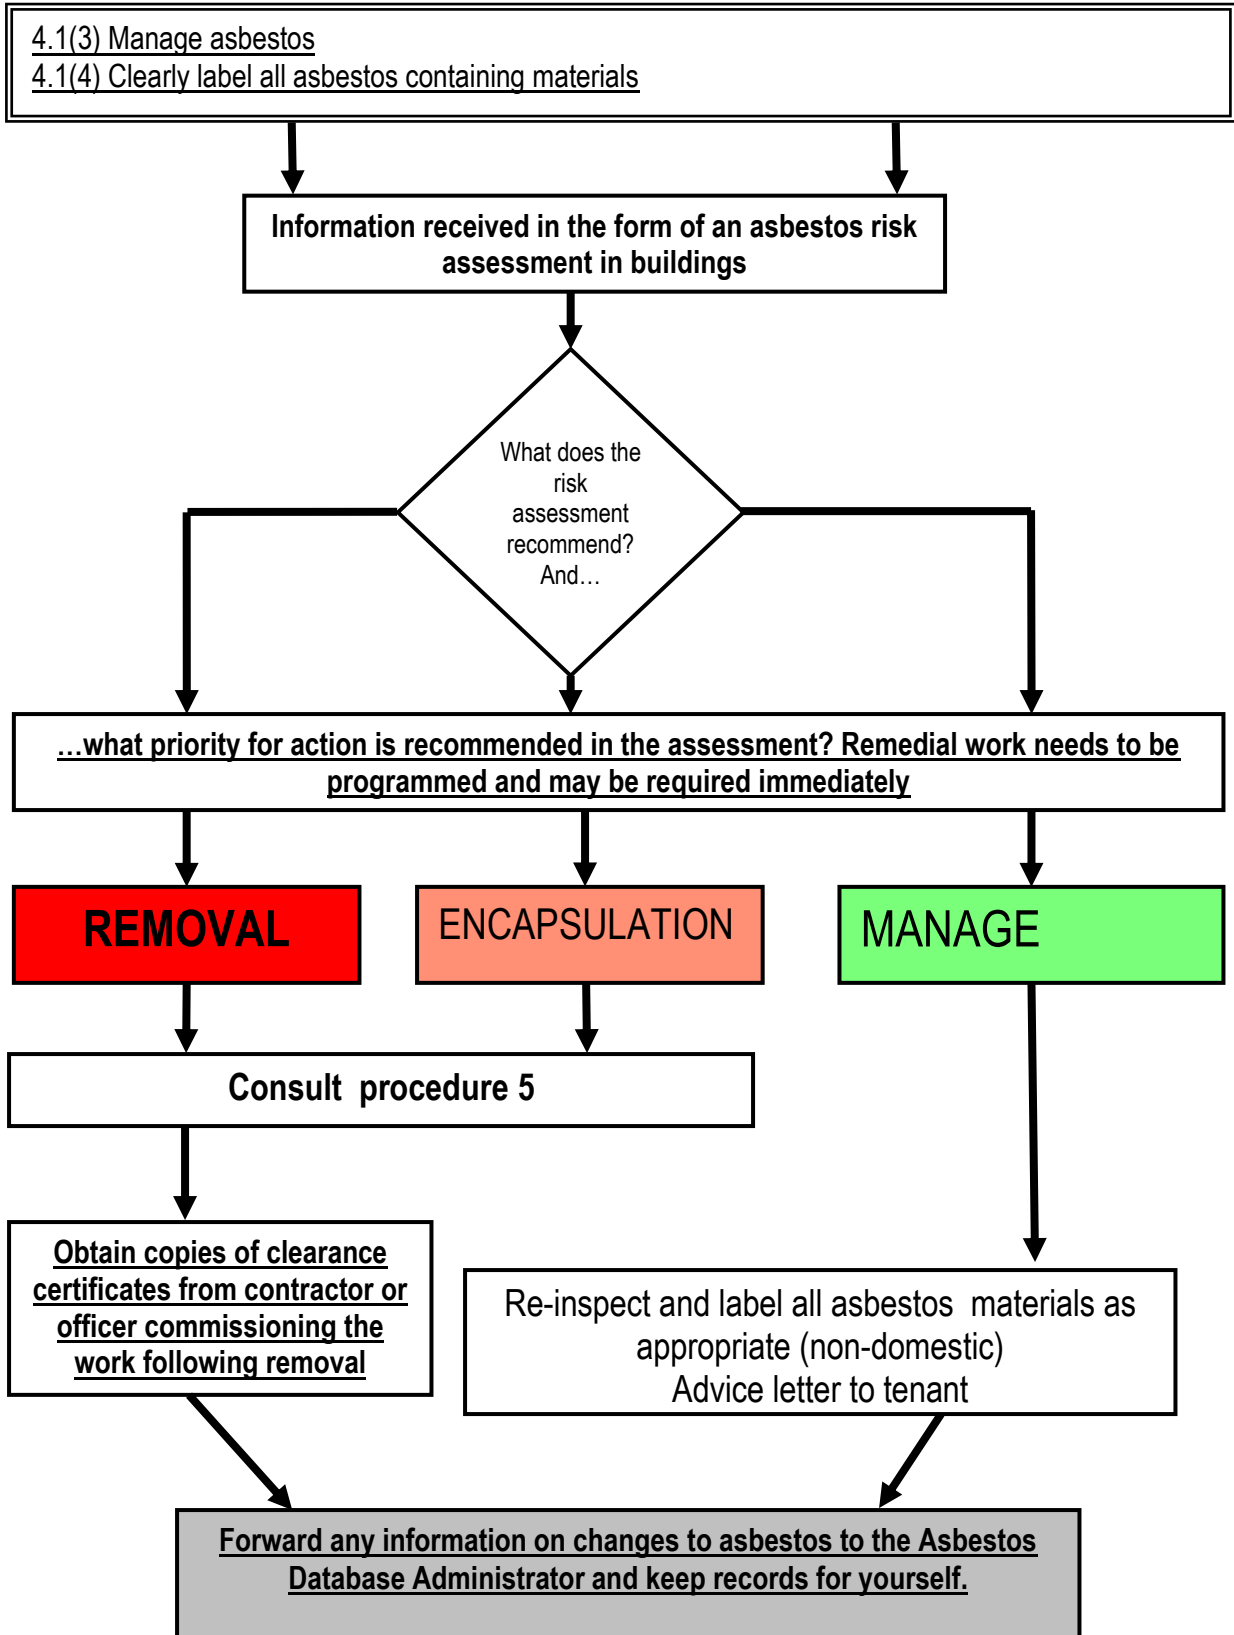 4.1(3) Manage asbestos
4.1(4) Clearly label all asbestos containing materials
Information received in the form of an asbestos risk
assessment in buildings
What does the
risk
assessment
recommend?
And…
…what priority for action is recommended in the assessment? Remedial work needs to be
programmed and may be required immediately
REMOVAL
ENCAPSULATION
MANAGE
Consult procedure 5
Obtain copies of clearance
certificates from contractor or
officer commissioning the
work following removal
Re-inspect and label all asbestos materials as
appropriate (non-domestic)
Advice letter to tenant
Forward any information on changes to asbestos to the Asbestos
Database Administrator and keep records for yourself.